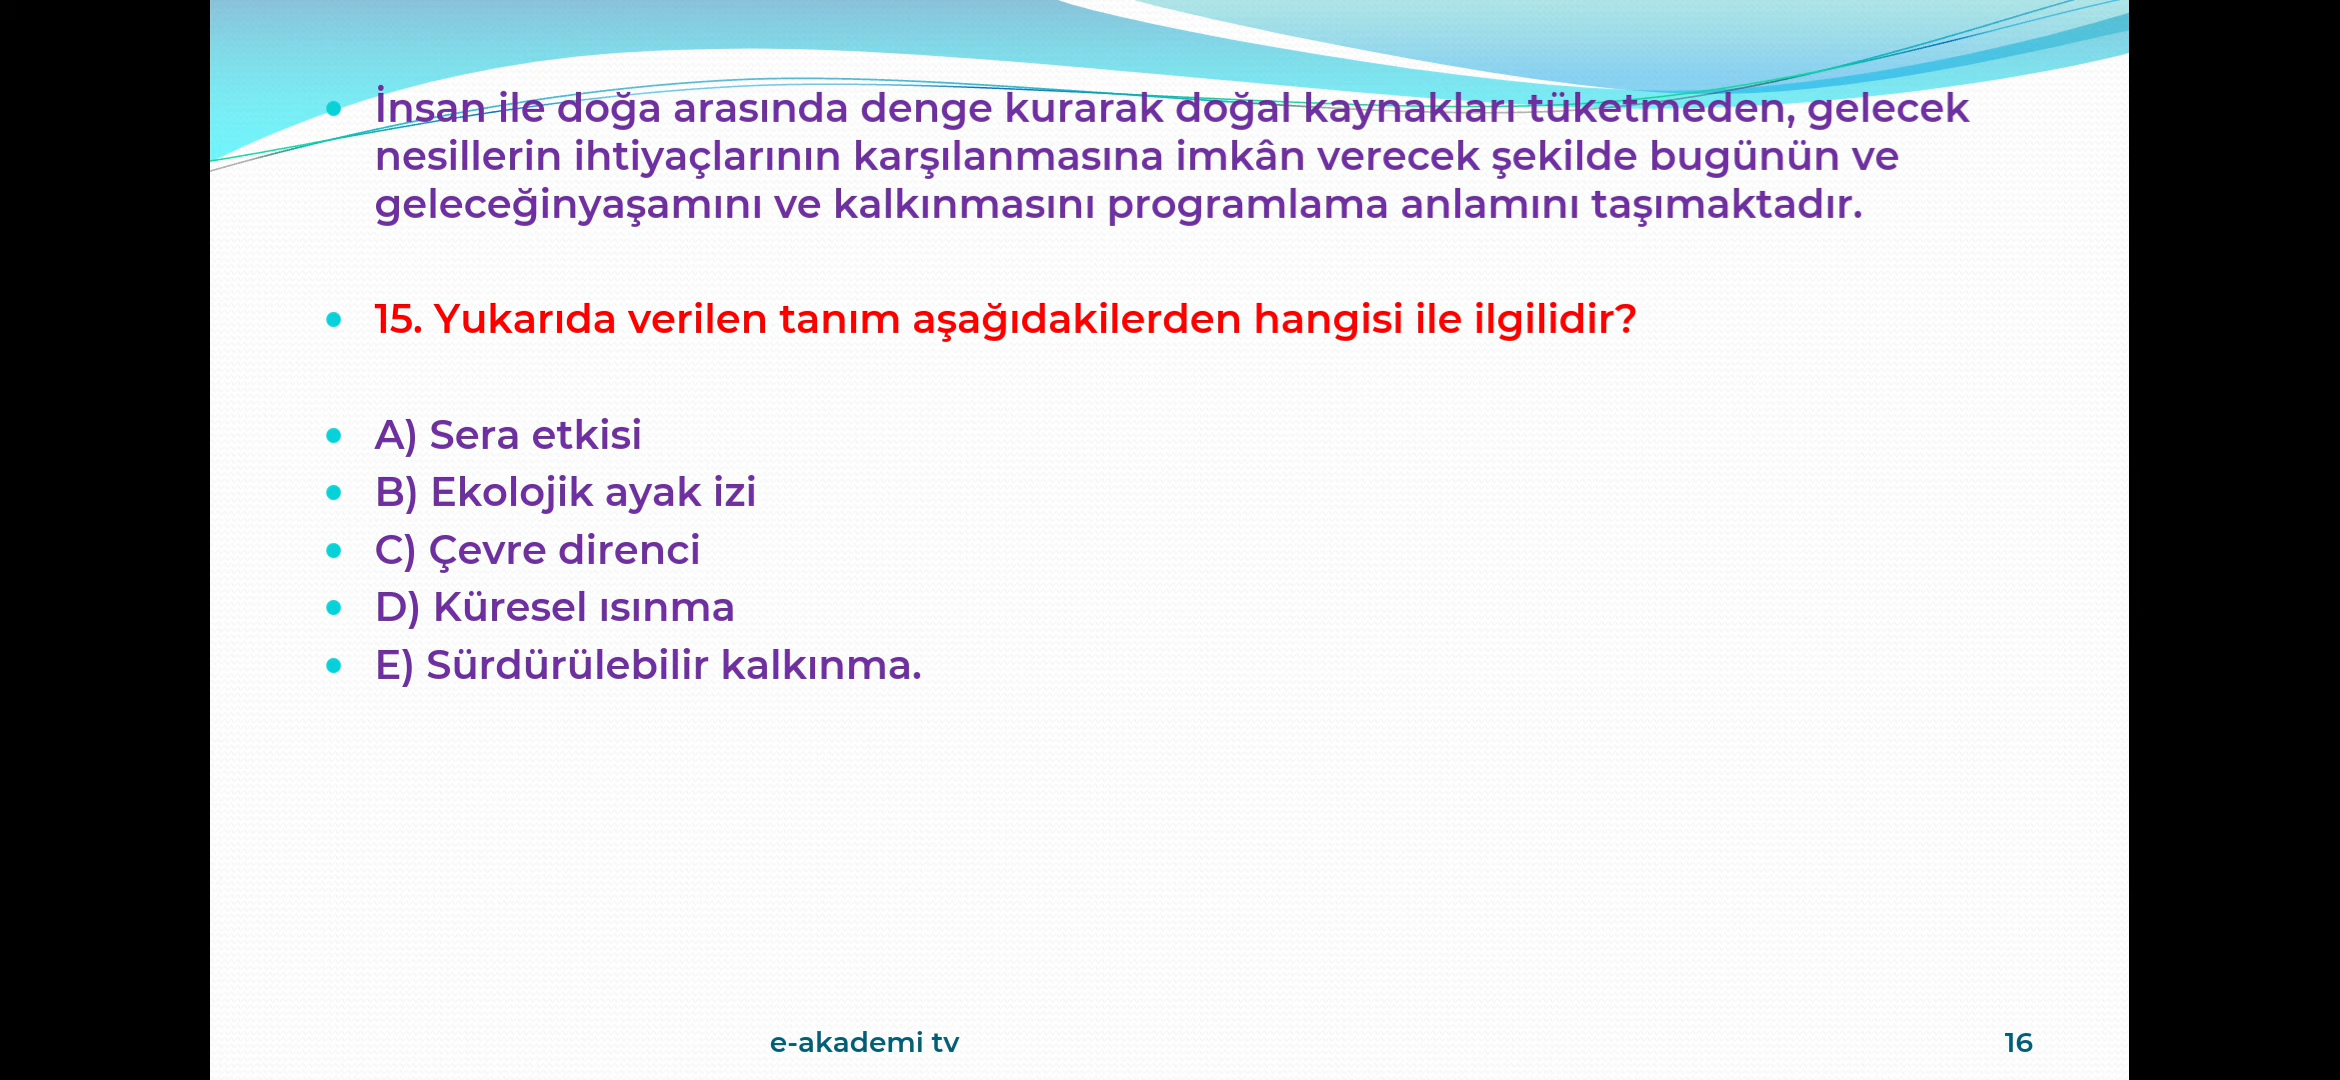 İnsan ile doğa arasında denge kurarak doğal kaynakları tüketmeden, gelecek
nesillerin ihtiyaçlarının karşılanmasına imkân verecek şekilde bugünün ve
geleceğinyaşamını ve kalkınmasını programlama anlamını taşımaktadır.
15. Yukarıda verilen tanım aşağıdakilerden hangisi ile ilgilidir?
A) Sera etkisi
B) Ekolojik ayak izi
C) Çevre direnci
D) Küresel ısınma
E) Sürdürülebilir kalkınma.
e-akademi tv
16